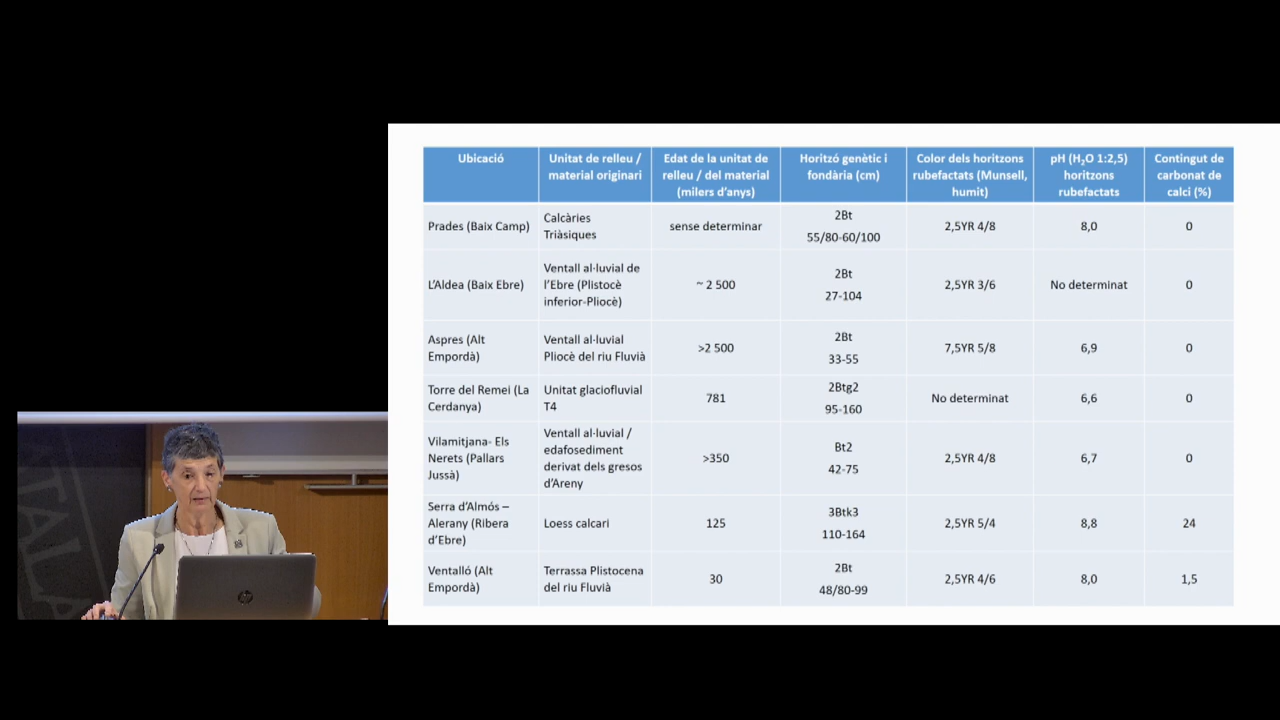 Ubicació
Unitat de relleu /
material originari
Edat de la unitat de
relleu / del material
(milers d'anys)
Horitzó genètic i
fondària (cm)
Color dels horitzons
rubefactats (Munsell,
humit)
pH (H₂O 1:2,5)
horitzons
rubefactats
Contingut de
carbonat de
calci (%)
Prades (Baix Camp)
Calcàries
Triàsiques
sense determinar
2Bt
55/80-60/100
2,5YR 4/8
8,0
0
L'Aldea (Baix Ebre)
Ventall al·luvial de
l'Ebre (Plistocè
inferior-Pliocè)
~ 2 500
2Bt
27-104
2,5YR 3/6
No determinat
0
Aspres (Alt
Empordà)
Ventall al·luvial
Pliocè del riu Fluvià
>2 500
2Bt
33-55
7,5YR 5/8
6,9
0
Torre del Remei (La
Cerdanya)
Unitat glaciofluvial
T4
781
2Btg2
95-160
No determinat
6,6
0
Vilamitjana- Els
Nerets (Pallars
Jussà)
Ventall al·luvial /
edafosediment
derivat dels gresos
d'Areny
>350
Bt2
42-75
2,5YR 4/8
6,7
0
Serra d'Almós –
Alerany (Ribera
d'Ebre)
Loess calcari
125
3Btk3
110-164
2,5YR 5/4
8,8
24
Ventalló (Alt
Empordà)
Terrassa Plistocena
del riu Fluvià
30
2Bt
48/80-99
2,5YR 4/6
8,0
1,5